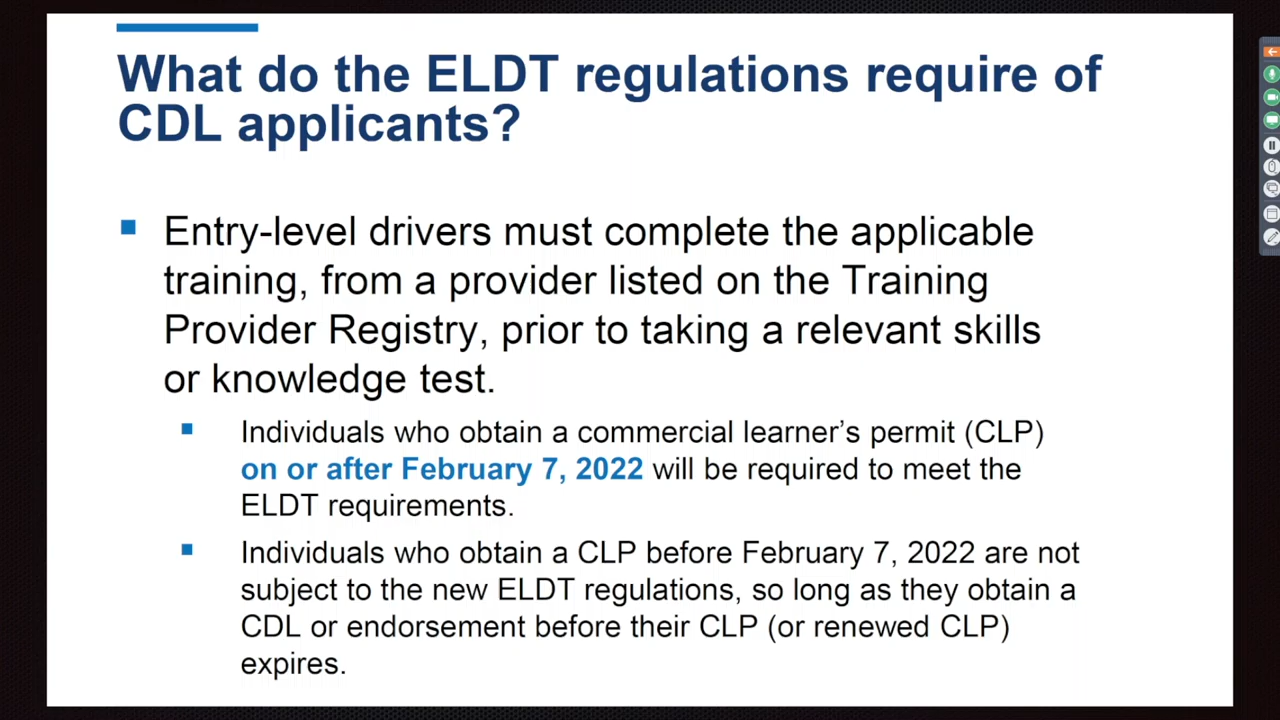 What do the ELDT regulations require of
CDL applicants?
Entry-level drivers must complete the applicable
training, from a provider listed on the Training
Provider Registry, prior to taking a relevant skills
or knowledge test.
Individuals who obtain a commercial learner's permit (CLP)
on or after February 7, 2022 will be required to meet the
ELDT requirements.
Individuals who obtain a CLP before February 7, 2022 are not
subject to the new ELDT regulations, so long as they obtain a
CDL or endorsement before their CLP (or renewed CLP)
expires.